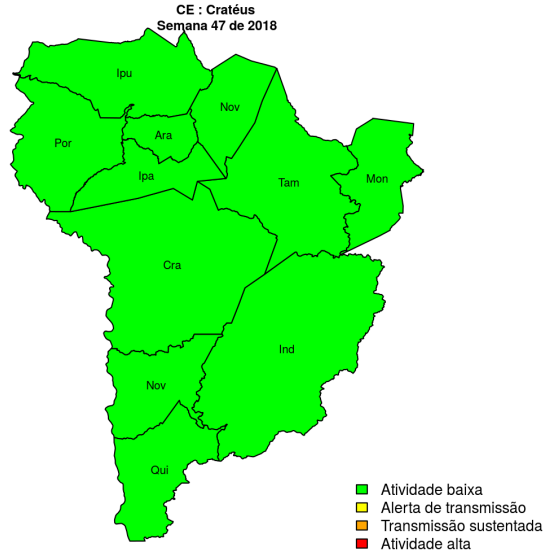 CE : Cratéus
Semana 47 de 2018
Ipu
Nov
Por
Ara
Ipa
Tam
Mon
Cra
Ind
Nov
Qui
Atividade baixa
Alerta de transmissão
Transmissão sustentada
Atividade alta